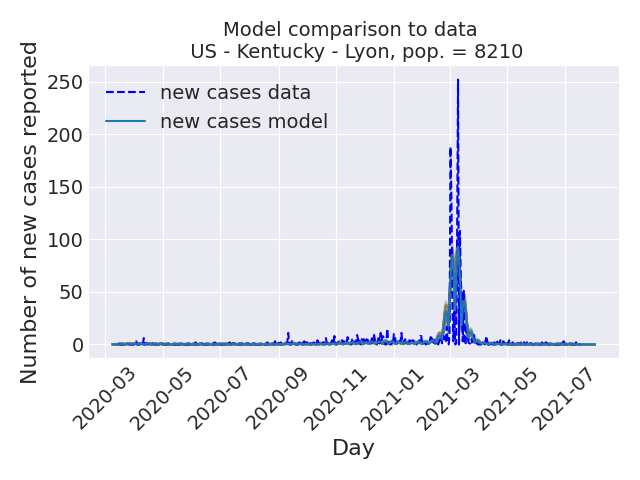 Model comparison to data
US - Kentucky - Lyon, pop. = 8210
Number of new cases reported
250
200
150
100
50
0
new cases data
new cases model
2020-03
2020-05
2020-07
2020-09
2020-11
2021-01
2021-03
2021-05
2021-07
Day